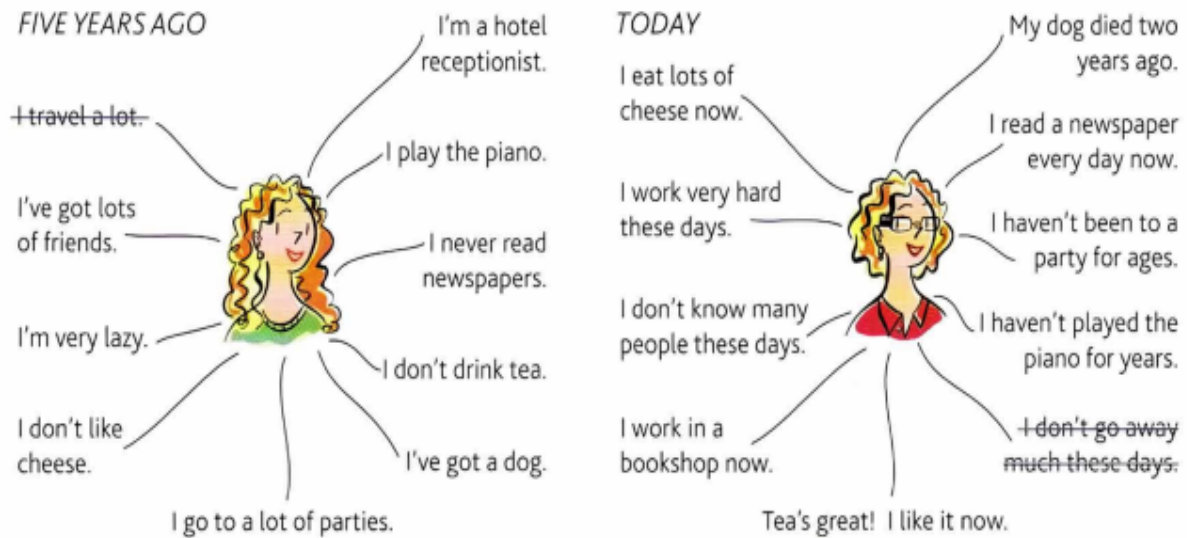 FIVE YEARS AGO
I'm a hotel
receptionist.
I travel a lot.
I play the piano.
I've got lots
of friends.
I never read
newspapers.
I'm very lazy.
I don't drink tea.
I don't like
cheese.
I've got a dog.
I go to a lot of parties.
TODAY
My dog died two
years ago.
I eat lots of
cheese now.
I read a newspaper
every day now.
I work very hard
these days.
I haven't been to a
party for ages.
I don't know many
people these days.
I haven't played the
piano for years.
I work in a
bookshop now.
I don't go away
much these days.
Tea's great! I like it now.